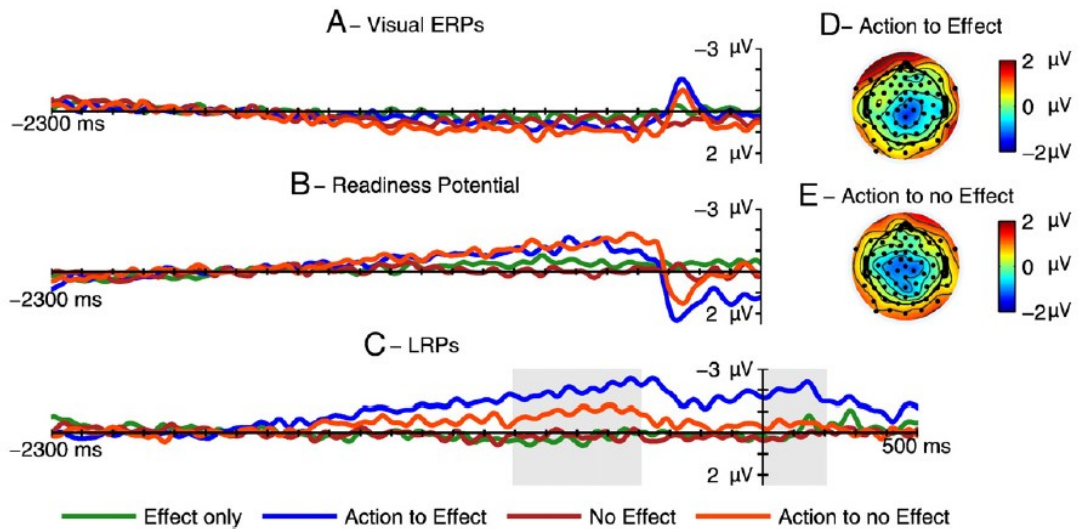 A – Visual ERPs
−3 µV
−2300 ms
2 µV
B – Readiness Potential
−3 µV
−2300 ms
2 µV
C – LRPs
−3 µV
−2300 ms
500 ms
2 µV
D – Action to Effect
2 µV
0 µV
−2µV
E – Action to no Effect
2 µV
0 µV
−2µV
Effect only Action to Effect No Effect Action to no Effect